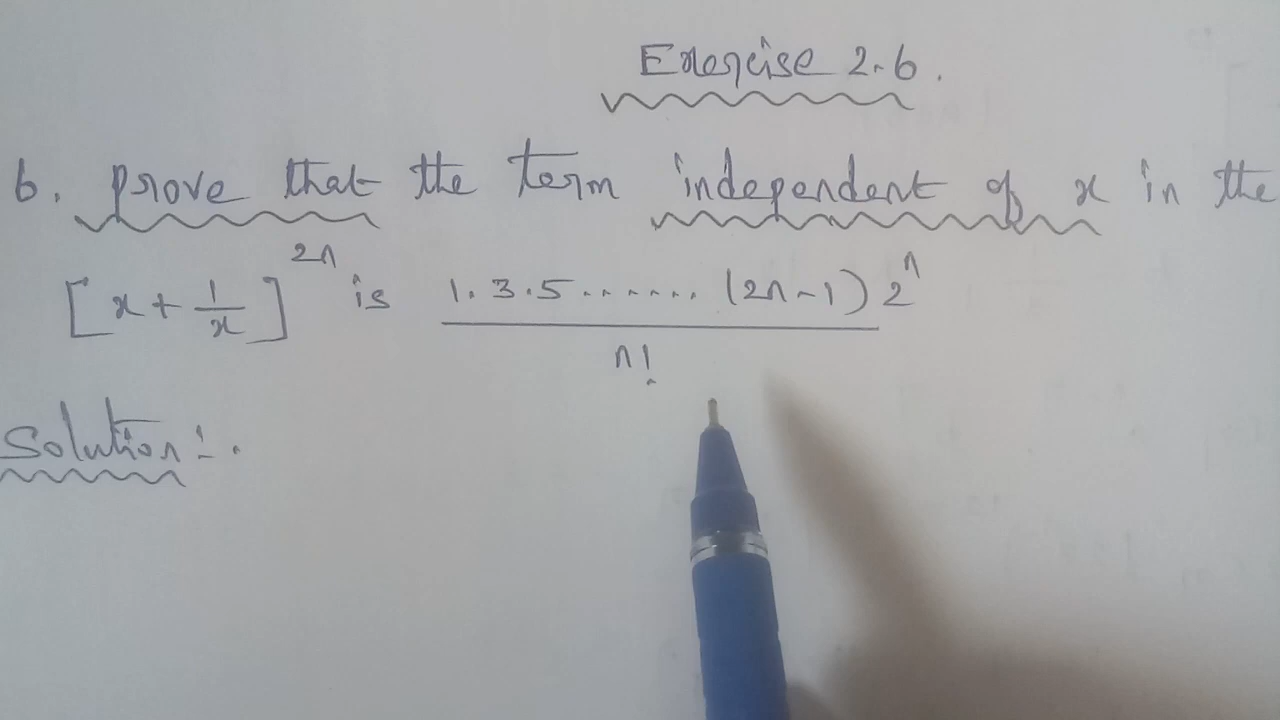 Exercise 2.6.
6. Prove that the term independent of x in the
[x + 1/x]^2n is 1.3.5.......(2n-1) 2^n / n!
Solution:-.